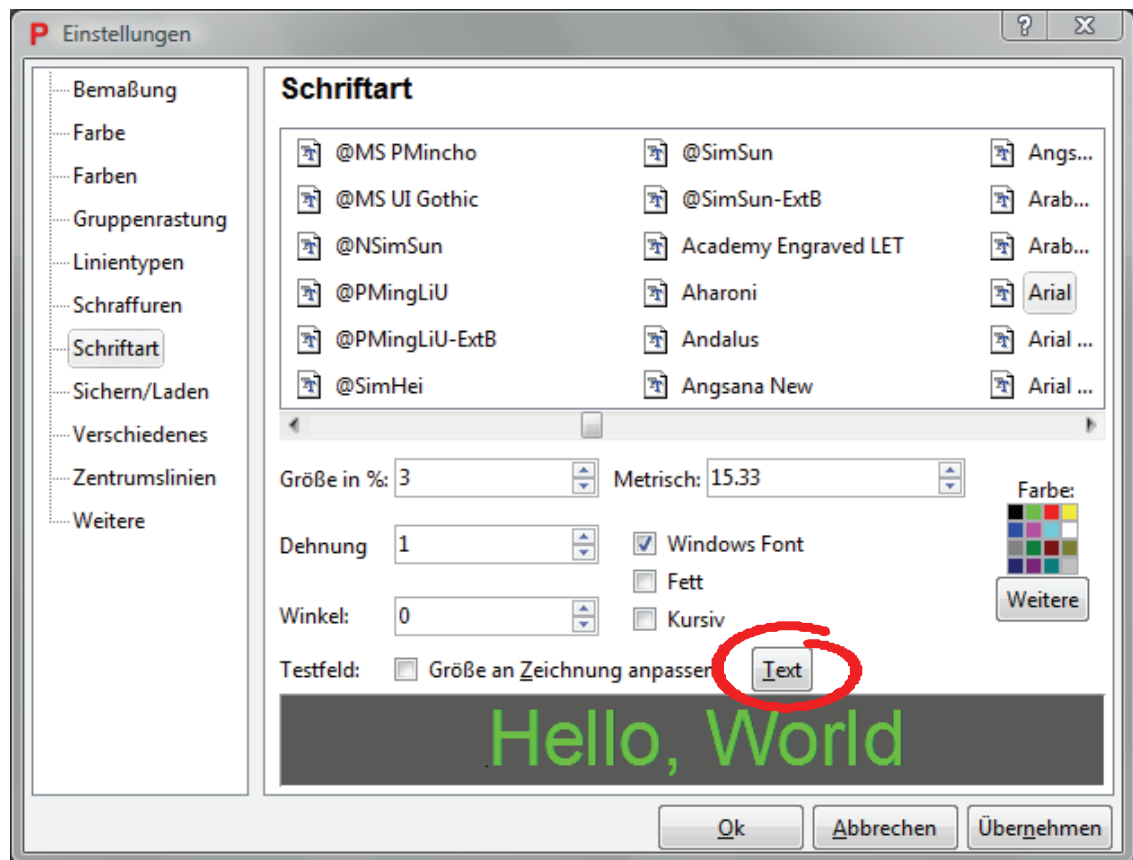 P Einstellungen
Bemaßung
Farbe
Farben
Gruppenrastung
Linientypen
Schraffuren
Schriftart
Sichern/Laden
Verschiedenes
Zentrumslinien
Weitere
Schriftart
@MS PMincho
@MS UI Gothic
@NSimSun
@PMingLiU
@PMingLiU-ExtB
@SimHei
@SimSun
@SimSun-ExtB
Academy Engraved LET
Aharoni
Andalus
Angsana New
Angs...
Arab...
Arab...
Arial
Arial ...
Arial ...
Größe in %: 3 Metrisch: 15.33
Farbe:
Dehnung 1
Windows Font
Fett
Weitere
Winkel: 0
Kursiv
Testfeld: Größe an Zeichnung anpassen Text
Hello, World
Ok Abbrechen Übernehmen